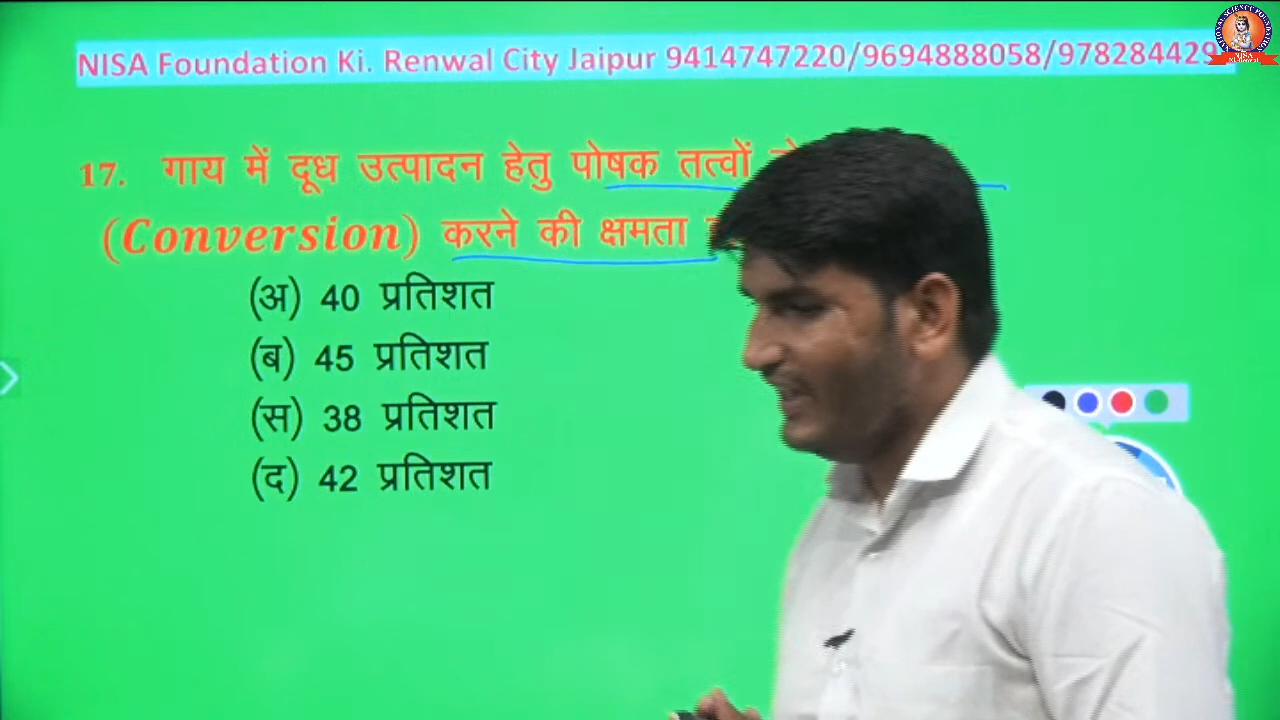 NISA Foundation Ki. Renwal City Jaipur 9414747220/9694888058/978284429
17. गाय में दूध उत्पादन हेतु पोषक तत्वों
(Conversion) करने की क्षमता
(अ) 40 प्रतिशत
(ब) 45 प्रतिशत
(स) 38 प्रतिशत
(द) 42 प्रतिशत